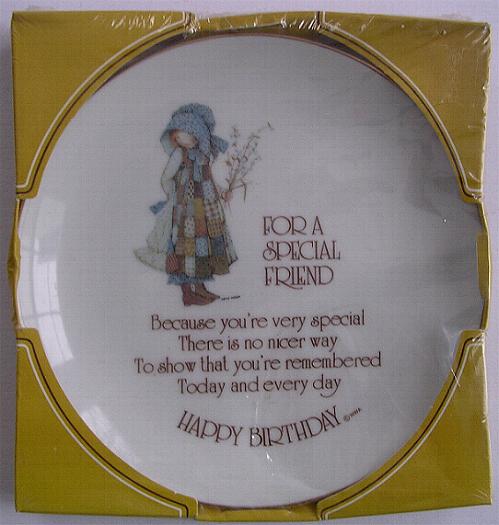 FOR A
SPECIAL
FRIEND
Because you're very special
There is no nicer way
To show that you're remembered
Today and every day
HAPPY BIRTHDAY